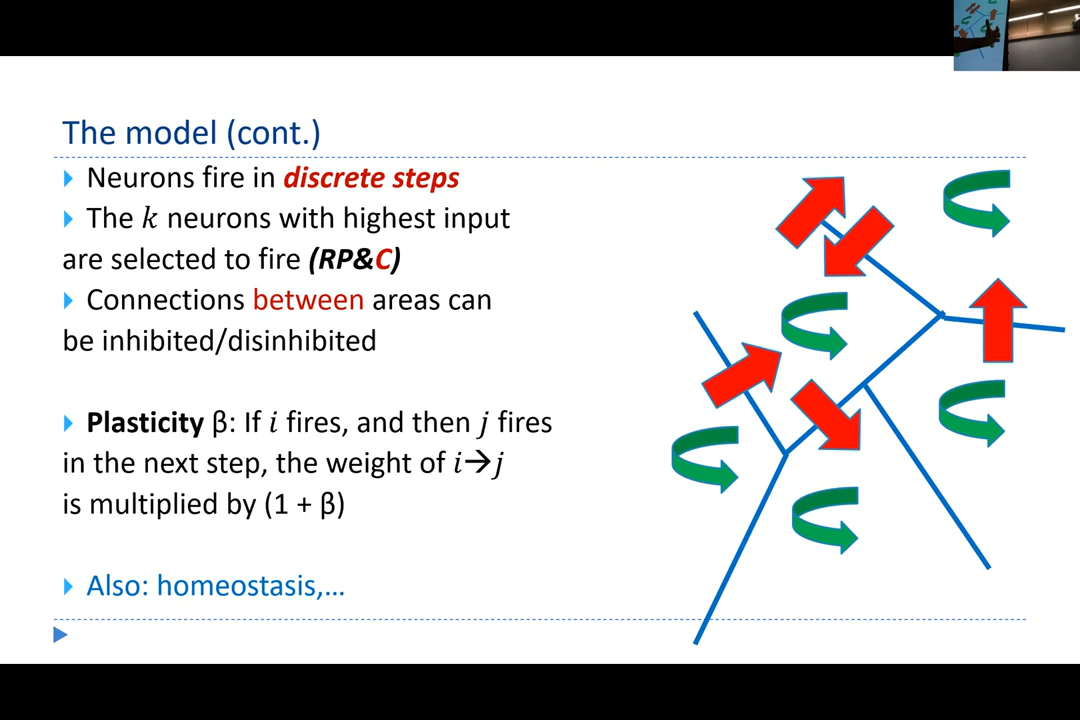 The model (cont.)
Neurons fire in discrete steps
The k neurons with highest input
are selected to fire (RP&C)
Connections between areas can
be inhibited/disinhibited
Plasticity β: If i fires, and then j fires
in the next step, the weight of i→j
is multiplied by (1 + β)
Also: homeostasis,...